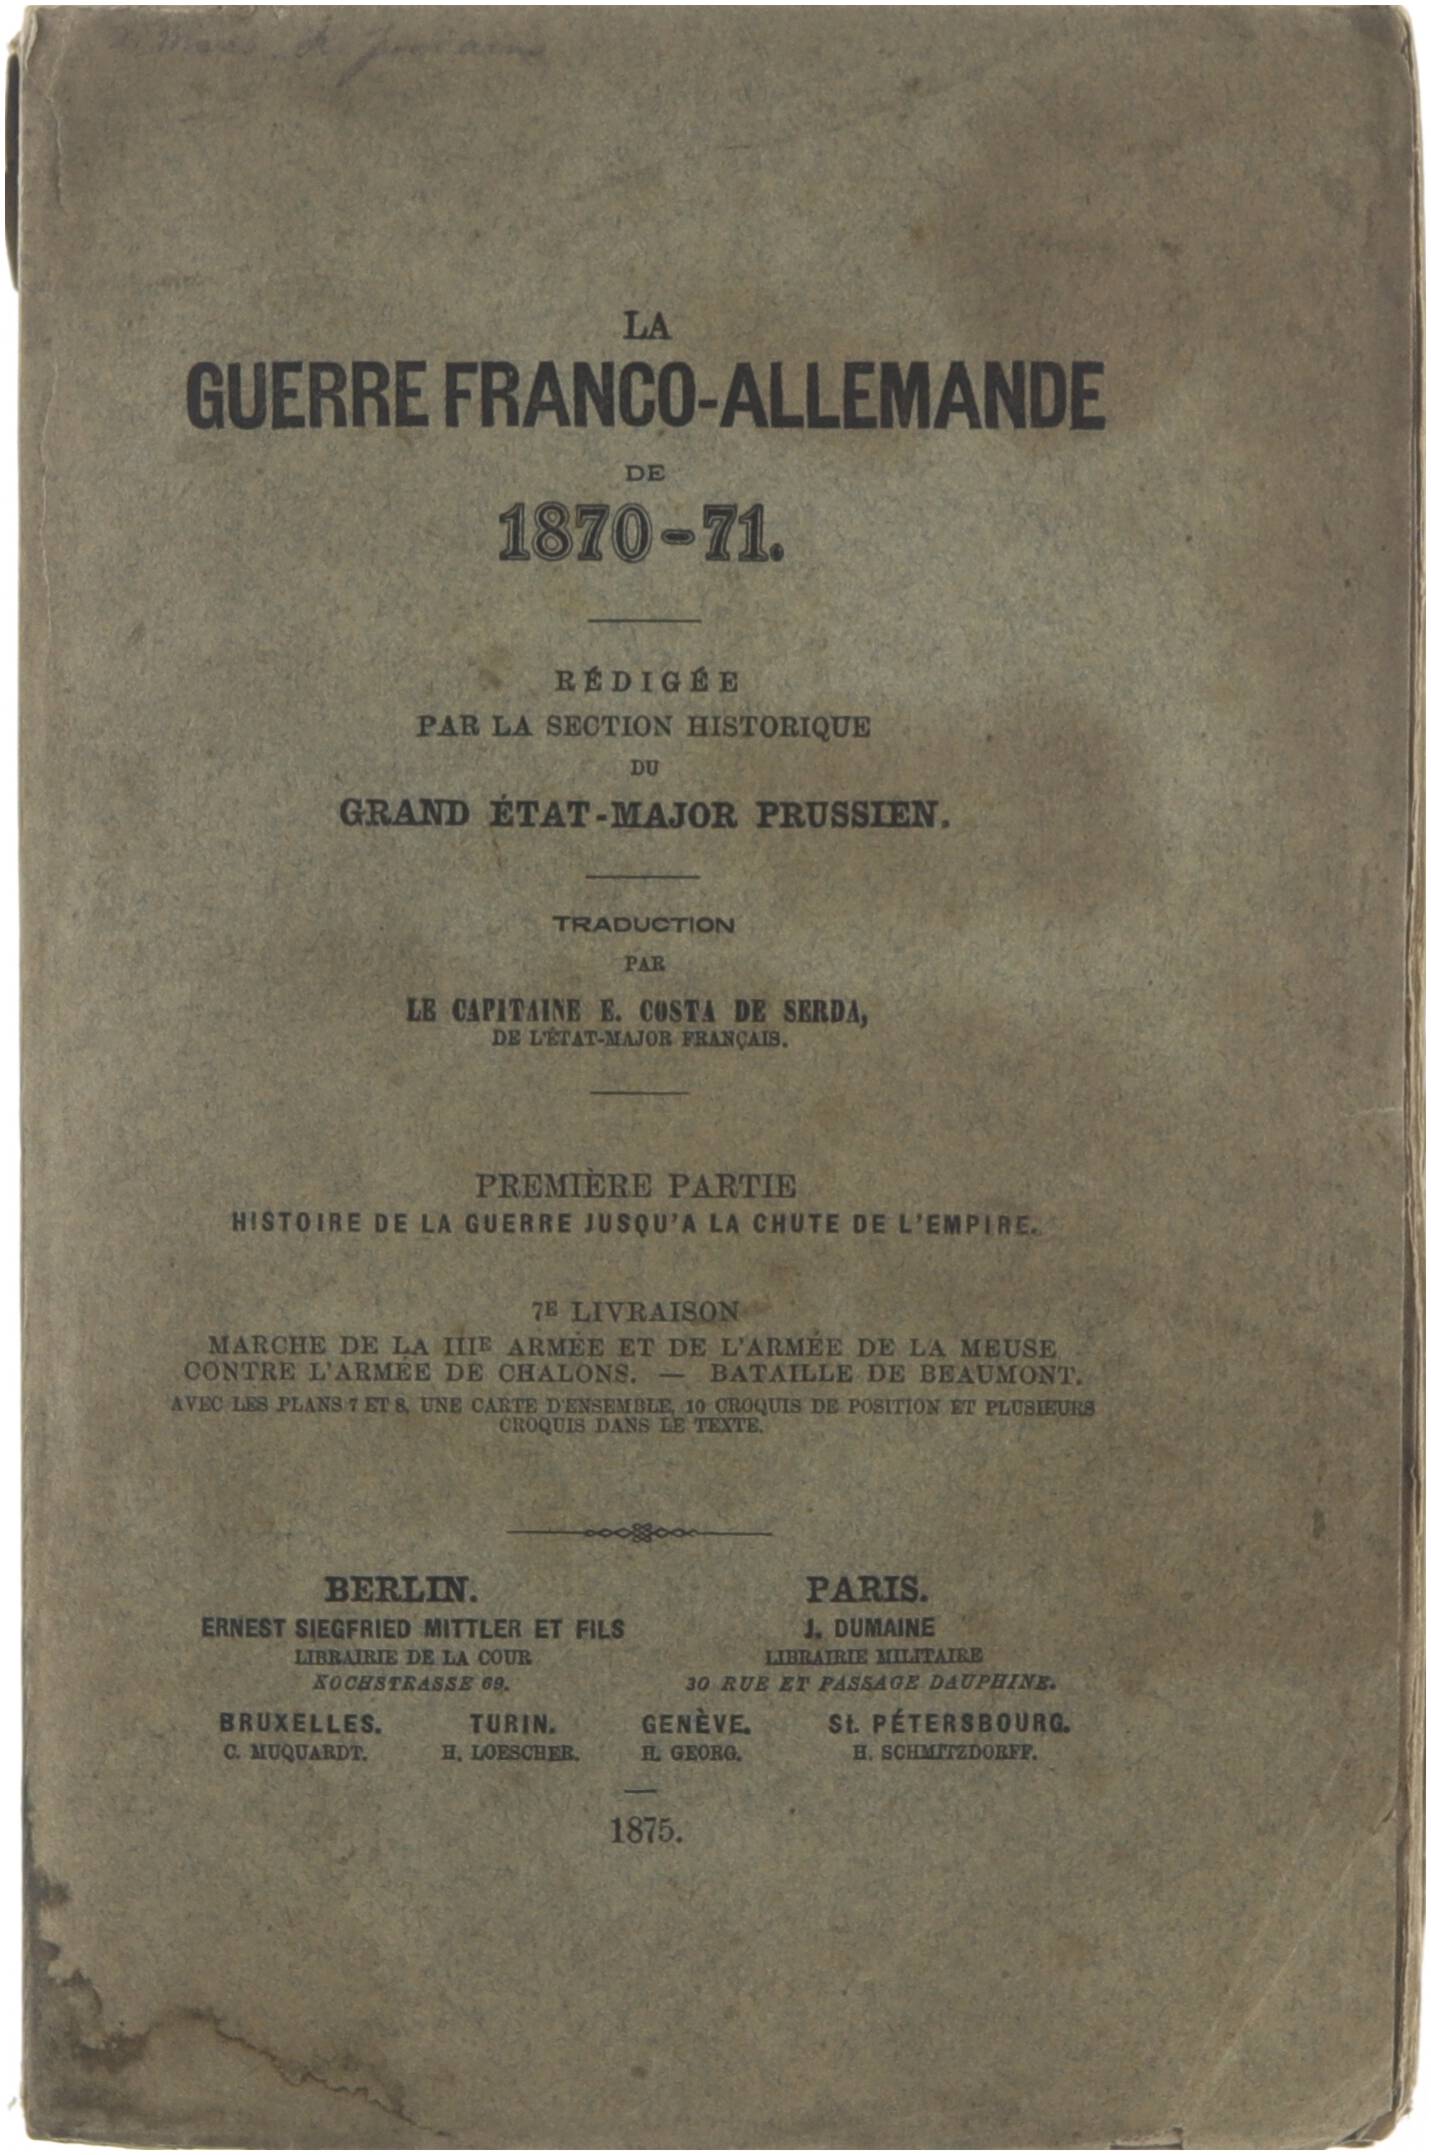 LA
GUERRE FRANCO-ALLEMANDE
DE
1870-71.
RÉDIGÉE
PAR LA SECTION HISTORIQUE
DU
GRAND ÉTAT-MAJOR PRUSSIEN.
TRADUCTION
PAR
LE CAPITAINE E. COSTA DE SERDA,
DE L'ÉTAT-MAJOR FRANÇAIS.
PREMIÈRE PARTIE
HISTOIRE DE LA GUERRE JUSQU'A LA CHUTE DE L'EMPIRE.
7E LIVRAISON
MARCHE DE LA IIIE ARMÉE ET DE L'ARMÉE DE LA MEUSE
CONTRE L'ARMÉE DE CHALONS. — BATAILLE DE BEAUMONT.
AVEC LES PLANS 7 ET 8, UNE CARTE D'ENSEMBLE, 10 CROQUIS DE POSITION ET PLUSIEURS
CROQUIS DANS LE TEXTE.
BERLIN. PARIS.
ERNEST SIEGFRIED MITTLER ET FILS J. DUMAINE
LIBRAIRIE DE LA COUR LIBRAIRIE MILITAIRE
KOCHSTRASSE 69. 30 RUE ET PASSAGE DAUPHINE.
BRUXELLES. TURIN. GENÈVE. St. PÉTERSBOURG.
C. MUQUARDT. H. LOESCHER. H. GEORG. H. SCHMITZDORFF.
1875.